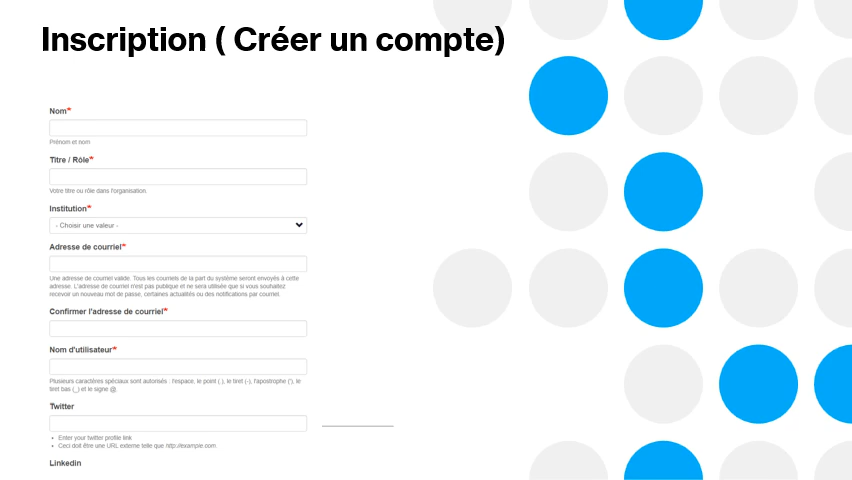 Inscription ( Créer un compte)
Nom*
Prénom et nom
Titre / Rôle*
Votre titre ou rôle dans l'organisation.
Institution*
- Choisir une valeur -
Adresse de courriel*
Une adresse de courriel valide. Tous les courriels de la part du système seront envoyés à cette
adresse. L'adresse de courriel n'est pas publique et ne sera utilisée que si vous souhaitez
recevoir un nouveau mot de passe, certaines actualités ou des notifications par courriel.
Confirmer l'adresse de courriel*
Nom d'utilisateur*
Plusieurs caractères spéciaux sont autorisés : l'espace, le point (.), le tiret (-), l'apostrophe ('), le
tiret bas (_) et le signe @.
Twitter
• Enter your twitter profile link
• Ceci doit être une URL externe telle que http://example.com.
Linkedin